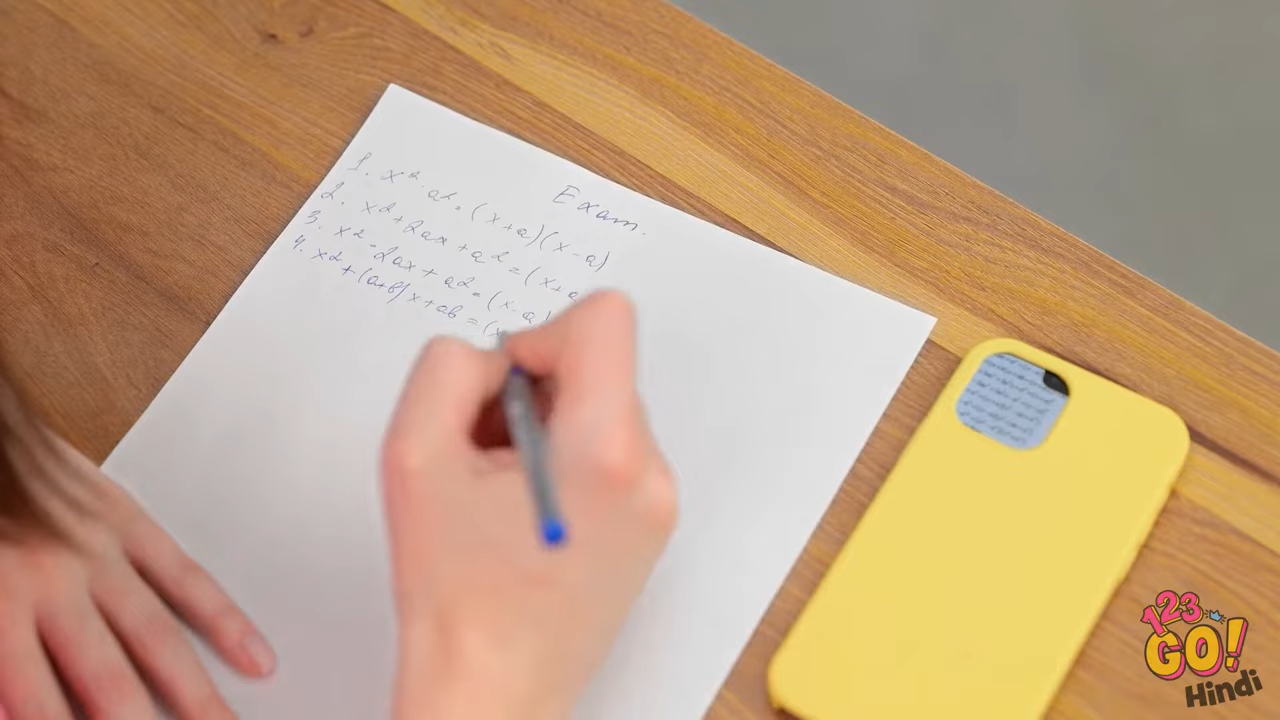 Exam.
1. x² - a² = (x+a)(x-a)
2. x² + 2ax + a² = (x+a
3. x² - 2ax + a² = (x-a)
4. x²
+ (a+b)x + ab = (x
123
GO!
Hindi